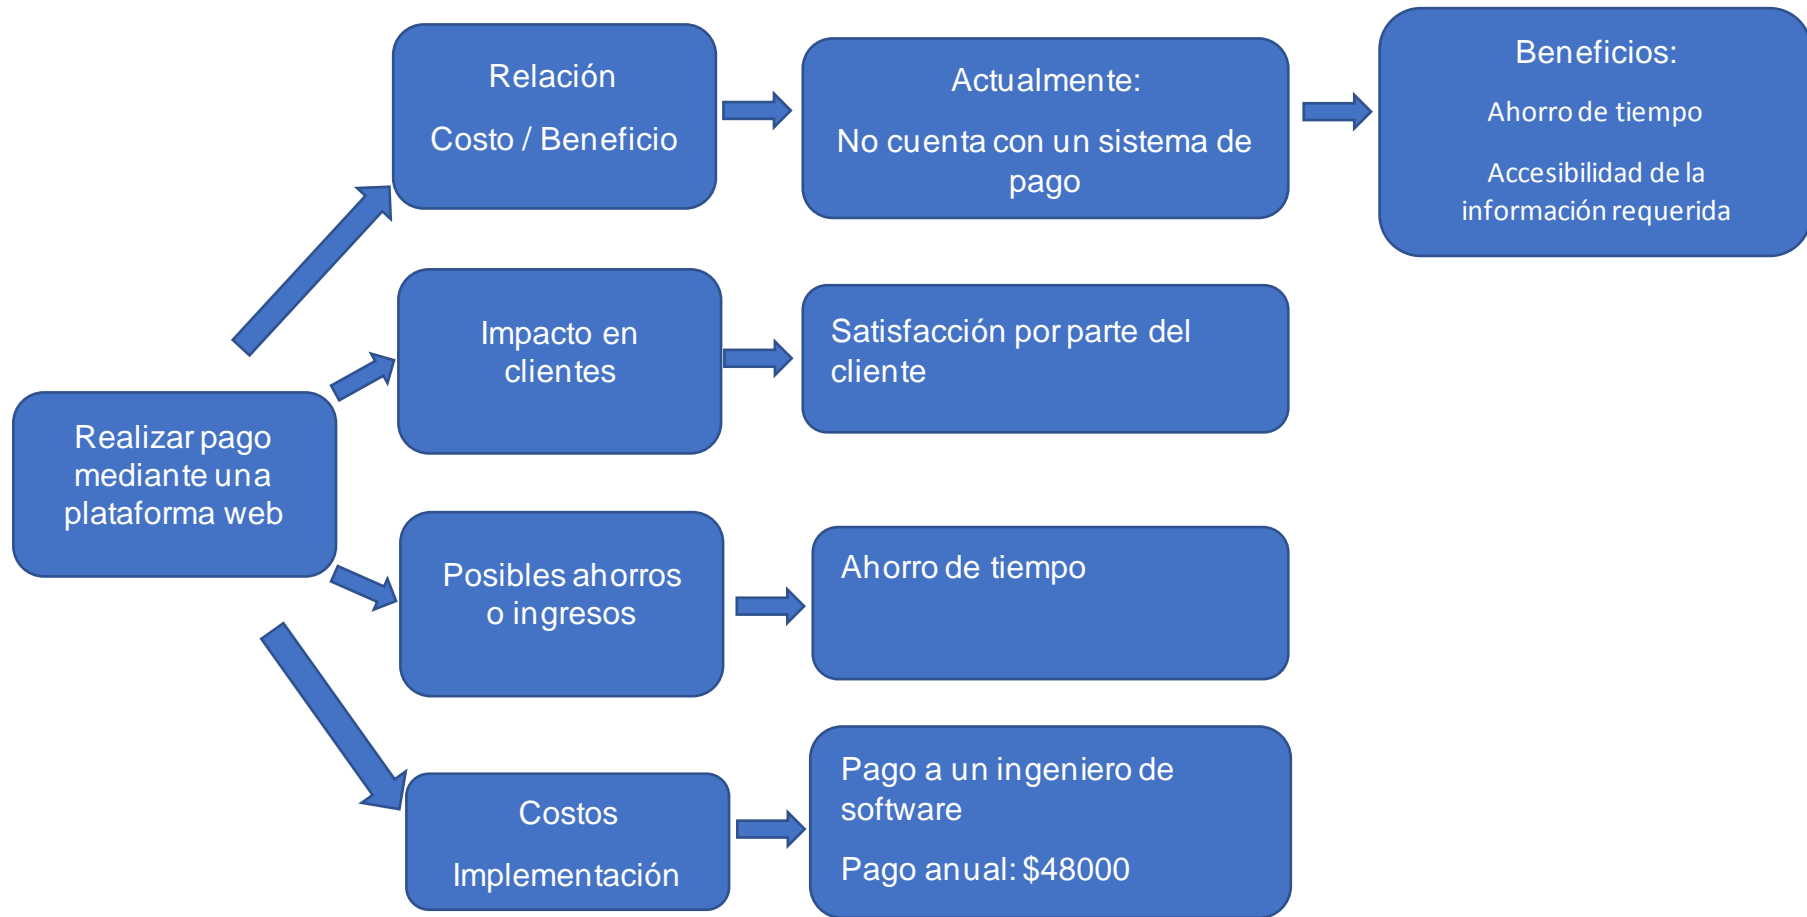 Relación
Costo / Beneficio
Actualmente:
No cuenta con un sistema de
pago
Beneficios:
Ahorro de tiempo
Accesibilidad de la
información requerida
Impacto en
clientes
Satisfacción por parte del
cliente
Realizar pago
mediante una
plataforma web
Posibles ahorros
o ingresos
Ahorro de tiempo
Costos
Implementación
Pago a un ingeniero de
software
Pago anual: $48000